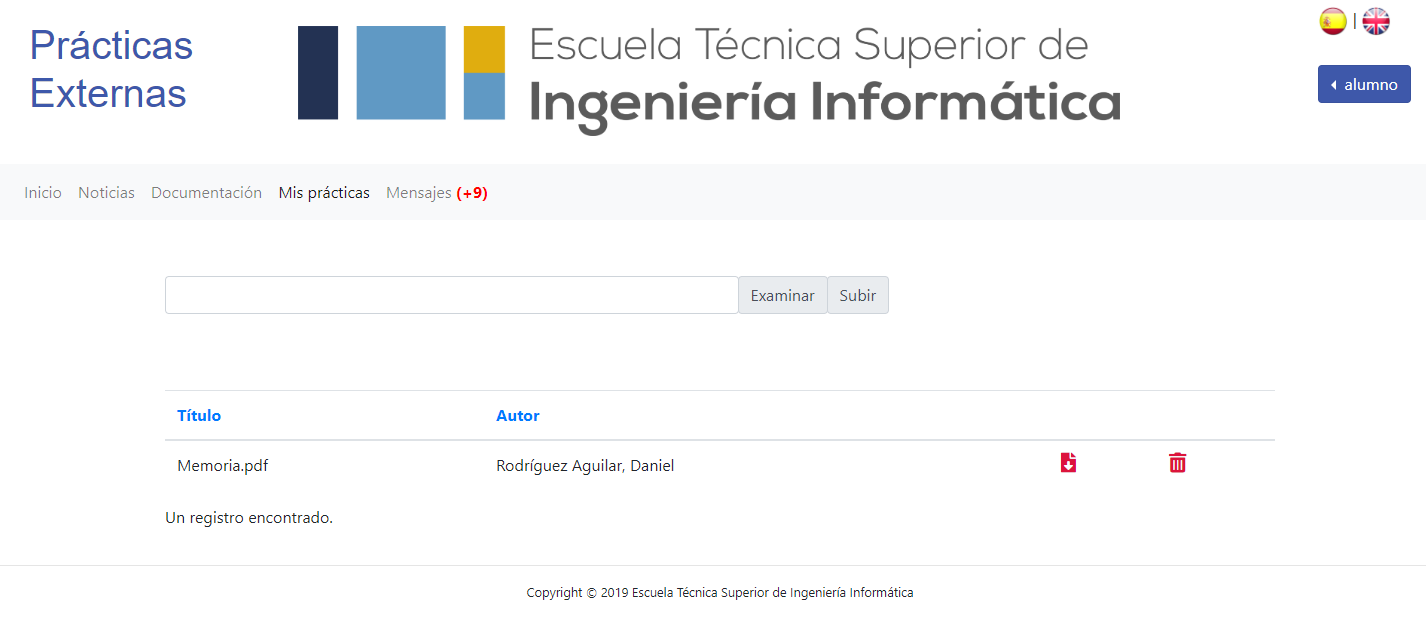 Prácticas
Externas
Escuela Técnica Superior de
Ingeniería Informática
|
alumno
Inicio Noticias Documentación Mis prácticas Mensajes (+9)
Examinar Subir
Título Autor
Memoria.pdf Rodríguez Aguilar, Daniel
Un registro encontrado.
Copyright © 2019 Escuela Técnica Superior de Ingeniería Informática